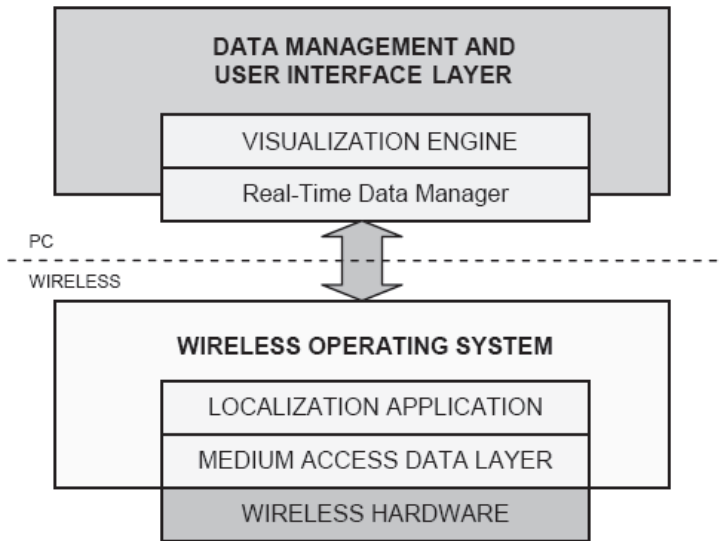 DATA MANAGEMENT AND
USER INTERFACE LAYER
VISUALIZATION ENGINE
Real-Time Data Manager
PC
WIRELESS
WIRELESS OPERATING SYSTEM
LOCALIZATION APPLICATION
MEDIUM ACCESS DATA LAYER
WIRELESS HARDWARE